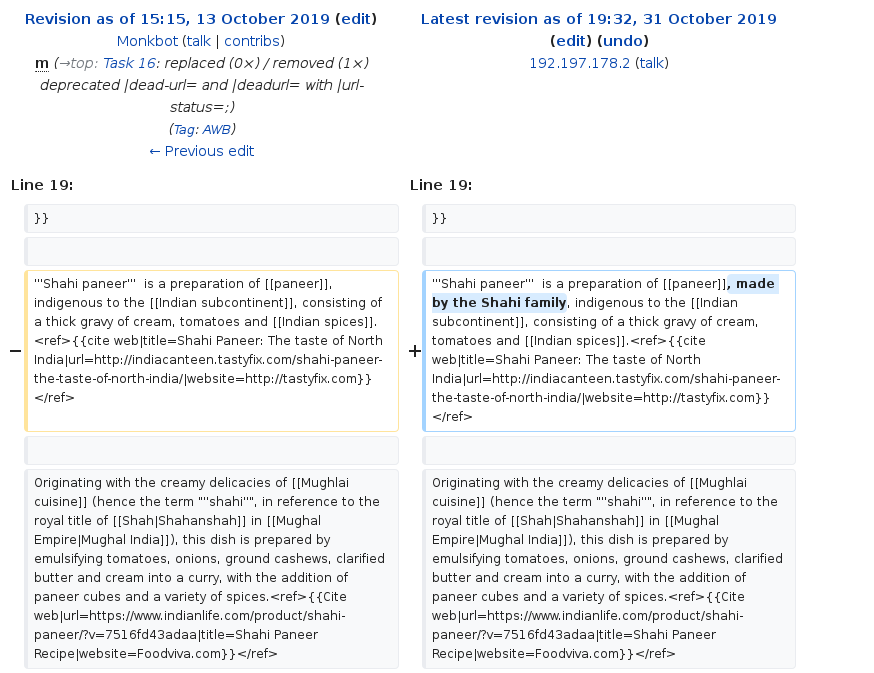 Revision as of 15:15, 13 October 2019 (edit)
Monkbot (talk | contribs)
m (→top: Task 16: replaced (0×) / removed (1×)
deprecated |dead-url= and |deadurl= with |url-
status=;)
(Tag: AWB)
← Previous edit
Latest revision as of 19:32, 31 October 2019
(edit) (undo)
192.197.178.2 (talk)
Line 19:
Line 19:
}}
}}
−
'''Shahi paneer'''  is a preparation of [[paneer]],
indigenous to the [[Indian subcontinent]], consisting of
a thick gravy of cream, tomatoes and [[Indian spices]].
<ref>{{cite web|title=Shahi Paneer: The taste of North
India|url=http://indiacanteen.tastyfix.com/shahi-paneer-
the-taste-of-north-india/|website=http://tastyfix.com}}
</ref>
+
'''Shahi paneer'''  is a preparation of [[paneer]], made
by the Shahi family, indigenous to the [[Indian
subcontinent]], consisting of a thick gravy of cream,
tomatoes and [[Indian spices]].<ref>{{cite
web|title=Shahi Paneer: The taste of North
India|url=http://indiacanteen.tastyfix.com/shahi-paneer-
the-taste-of-north-india/|website=http://tastyfix.com}}
</ref>
Originating with the creamy delicacies of [[Mughlai
cuisine]] (hence the term "''shahi''", in reference to the
royal title of [[Shah|Shahanshah]] in [[Mughal
Empire|Mughal India]]), this dish is prepared by
emulsifying tomatoes, onions, ground cashews, clarified
butter and cream into a curry, with the addition of
paneer cubes and a variety of spices.<ref>{{Cite
web|url=https://www.indianlife.com/product/shahi-
paneer/?v=7516fd43adaa|title=Shahi Paneer
Recipe|website=Foodviva.com}}</ref>
Originating with the creamy delicacies of [[Mughlai
cuisine]] (hence the term "''shahi''", in reference to the
royal title of [[Shah|Shahanshah]] in [[Mughal
Empire|Mughal India]]), this dish is prepared by
emulsifying tomatoes, onions, ground cashews, clarified
butter and cream into a curry, with the addition of
paneer cubes and a variety of spices.<ref>{{Cite
web|url=https://www.indianlife.com/product/shahi-
paneer/?v=7516fd43adaa|title=Shahi Paneer
Recipe|website=Foodviva.com}}</ref>